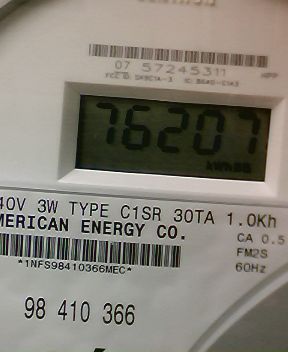 07 57245311
76207
kWh
40V 3W TYPE C1SR 30TA 1.0Kh
MERICAN ENERGY CO.
CA 0.5
FM2S
*1NFS98410366MEC*
60Hz
98 410 366